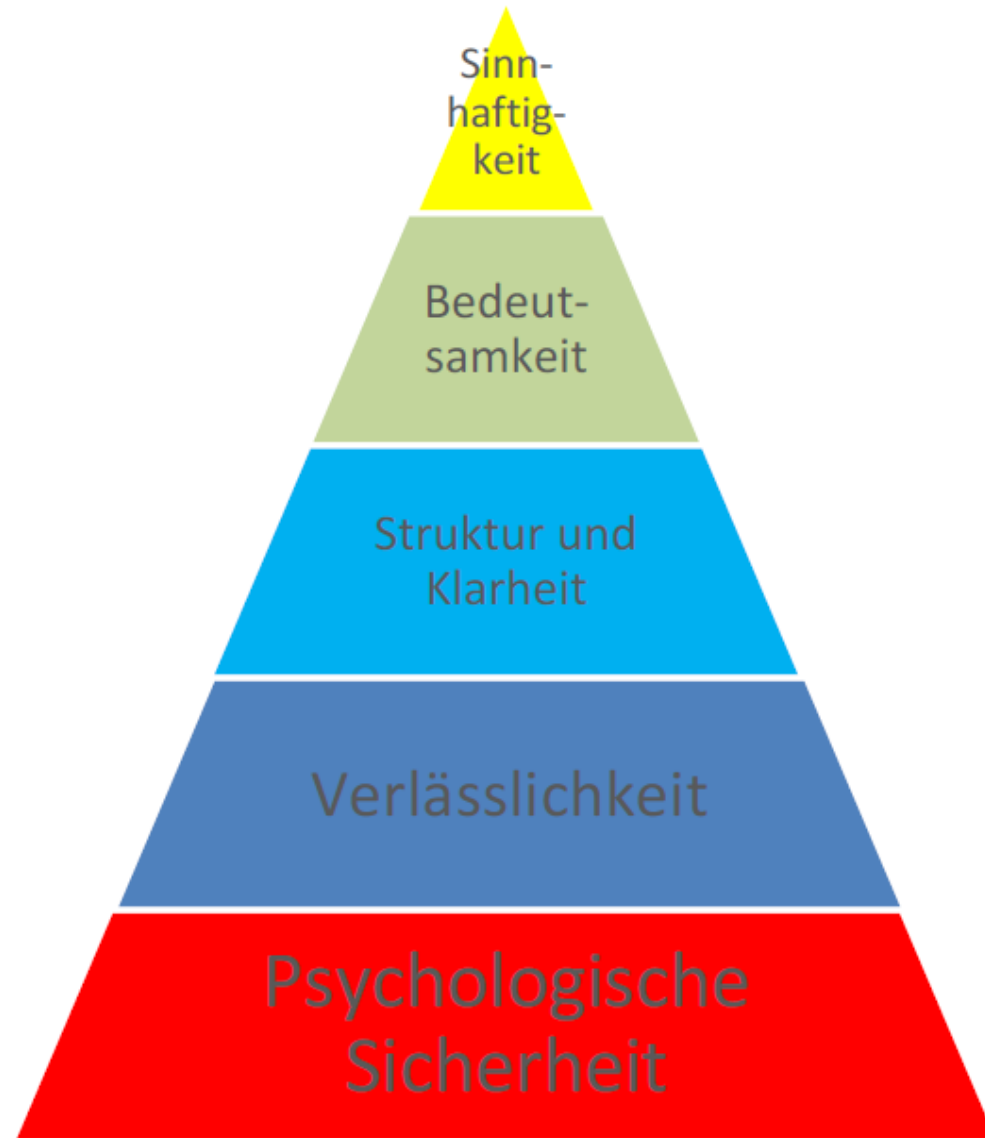 Sinn-
haftig-
keit
Bedeut-
samkeit
Struktur und
Klarheit
Verlässlichkeit
Psychologische
Sicherheit